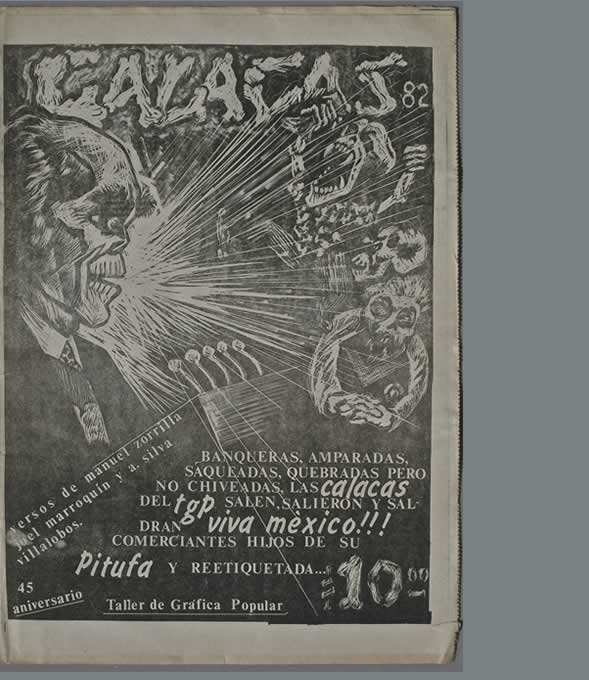 CALACAS 82
BANQUERAS, AMPARADAS,
SAQUEADAS, QUEBRADAS PERO
NO CHIVEADAS, LAS calacas
DEL tgp SALEN, SALIERON Y SAL-
DRAN viva mèxico!!!
COMERCIANTES HIJOS DE SU
Pitufa Y REETIQUETADA...
10.00
versos de manuel zorrilla
joel marroquin y a. silva
villalobos.
45
aniversario
Taller de Gráfica Popular